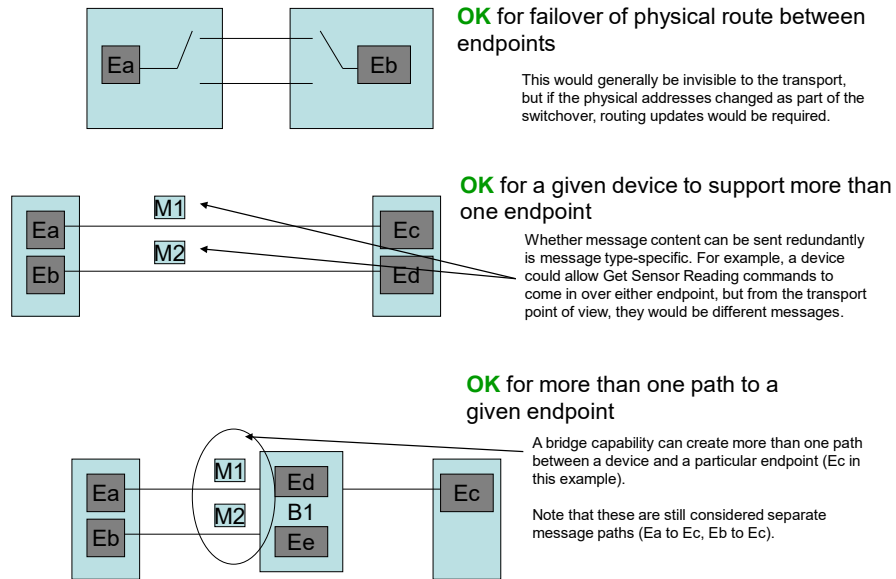 OK for failover of physical route between
endpoints
Ea
Eb
This would generally be invisible to the transport,
but if the physical addresses changed as part of the
switchover, routing updates would be required.
OK for a given device to support more than
one endpoint
M1
Ea
Ec
M2
Eb
Ed
Whether message content can be sent redundantly
is message type-specific. For example, a device
could allow Get Sensor Reading commands to
come in over either endpoint, but from the transport
point of view, they would be different messages.
OK for more than one path to a
given endpoint
A bridge capability can create more than one path
between a device and a particular endpoint (Ec in
this example).
Note that these are still considered separate
message paths (Ea to Ec, Eb to Ec).
M1
Ea
Ed
Ec
M2
B1
Eb
Ee